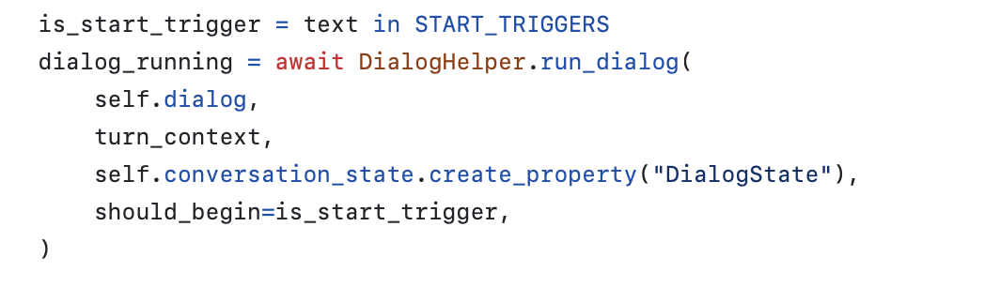 is_start_trigger = text in START_TRIGGERS
dialog_running = await DialogHelper.run_dialog(
    self.dialog,
    turn_context,
    self.conversation_state.create_property("DialogState"),
    should_begin=is_start_trigger,
)